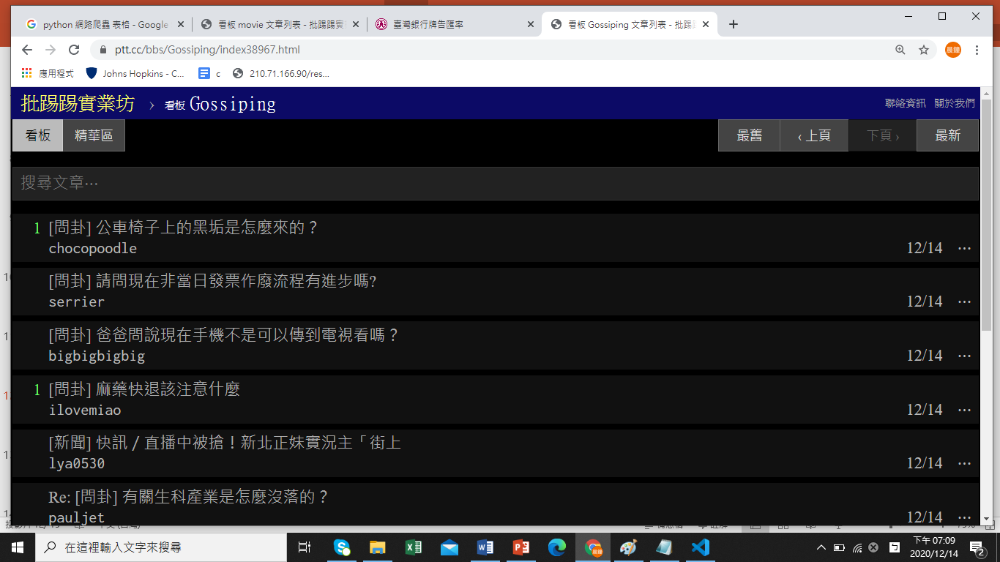 python 網路爬蟲 表格 - Google
看板 movie 文章列表 - 批踢踢實
臺灣銀行牌告匯率
看板 Gossiping 文章列表 - 批踢
ptt.cc/bbs/Gossiping/index38967.html
晨鐘
應用程式
Johns Hopkins - C...
c
210.71.166.90/res...
批踢踢實業坊 › 看板 Gossiping
聯絡資訊 關於我們
看板 精華區 最舊 ‹ 上頁 下頁 › 最新
搜尋文章⋯
1 [問卦] 公車椅子上的黑垢是怎麼來的？
chocopoodle 12/14 ⋯
[問卦] 請問現在非當日發票作廢流程有進步嗎?
serrier 12/14 ⋯
[問卦] 爸爸問說現在手機不是可以傳到電視看嗎？
bigbigbigbig 12/14 ⋯
1 [問卦] 麻藥快退該注意什麼
ilovemiao 12/14 ⋯
[新聞] 快訊／直播中被搶！新北正妹實況主「街上
lya0530 12/14 ⋯
Re: [問卦] 有關生科產業是怎麼沒落的？
pauljet 12/14 ⋯
在這裡輸入文字來搜尋
下午 07:09
2020/12/14
2